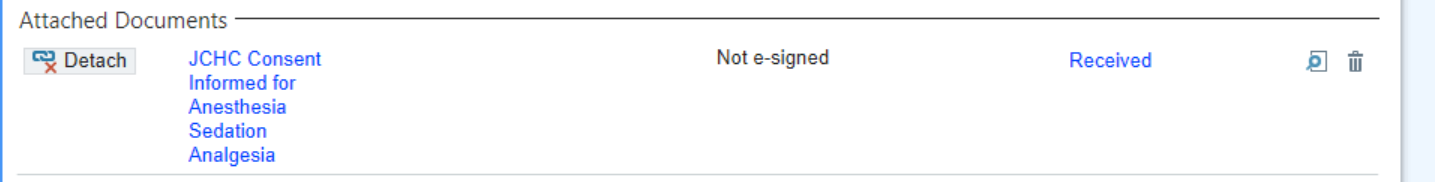 Attached Documents
Detach JCHC Consent Not e-signed Received
Informed for
Anesthesia
Sedation
Analgesia